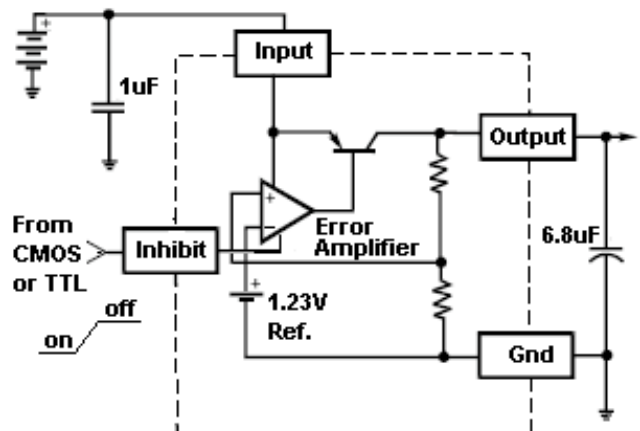 +
Input
1uF
Output
+
−
From
CMOS
or TTL
Inhibit
Error
Amplifier
6.8uF
+
1.23V
Ref.
off
on
Gnd